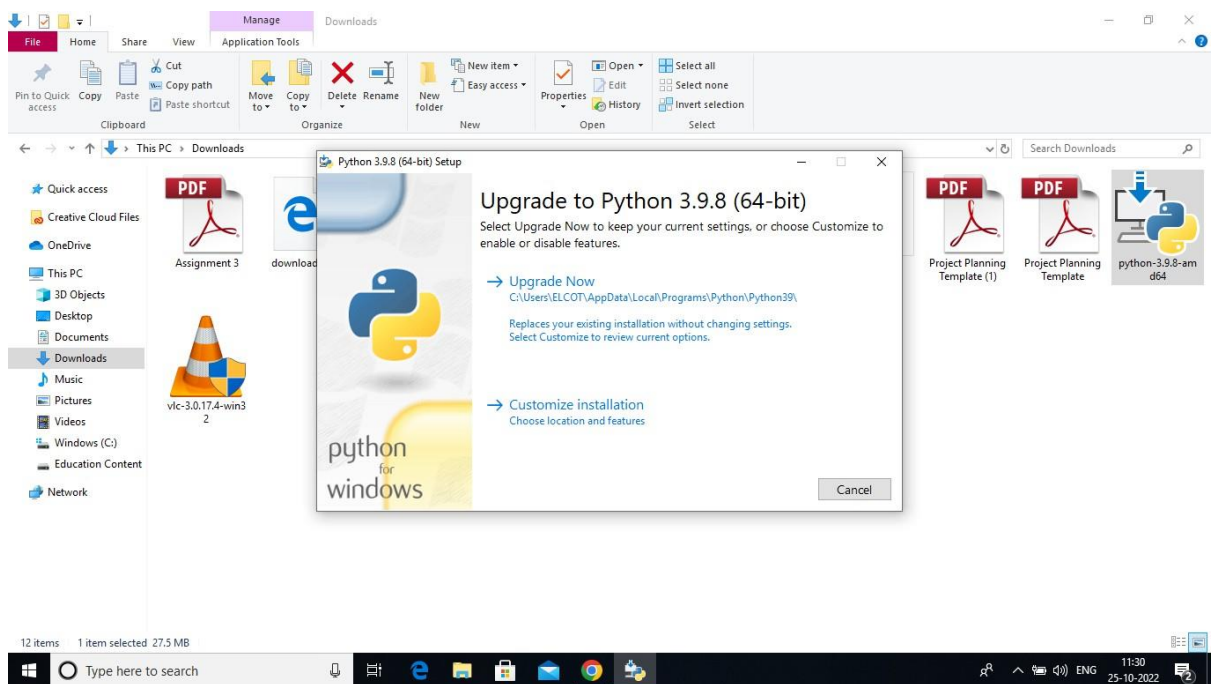 Manage
Downloads
File
Home
Share
View
Application Tools
Pin to Quick access
Copy
Paste
Cut
Copy path
Paste shortcut
Clipboard
Move to
Copy to
Delete
Rename
Organize
New folder
New item
Easy access
New
Properties
Open
Edit
History
Open
Select all
Select none
Invert selection
Select
This PC > Downloads
Search Downloads
Quick access
Creative Cloud Files
OneDrive
This PC
3D Objects
Desktop
Documents
Downloads
Music
Pictures
Videos
Windows (C:)
Education Content
Network
PDF
Assignment 3
download
vlc-3.0.17.4-win3
2
Python 3.9.8 (64-bit) Setup
Upgrade to Python 3.9.8 (64-bit)
Select Upgrade Now to keep your current settings, or choose Customize to
enable or disable features.
Upgrade Now
C:\Users\ELCOT\AppData\Local\Programs\Python\Python39\
Replaces your existing installation without changing settings.
Select Customize to review current options.
Customize installation
Choose location and features
python
for
windows
Cancel
PDF
Project Planning
Template (1)
PDF
Project Planning
Template
python-3.9.8-am
d64
12 items
1 item selected 27.5 MB
Type here to search
ENG
11:30
25-10-2022
2